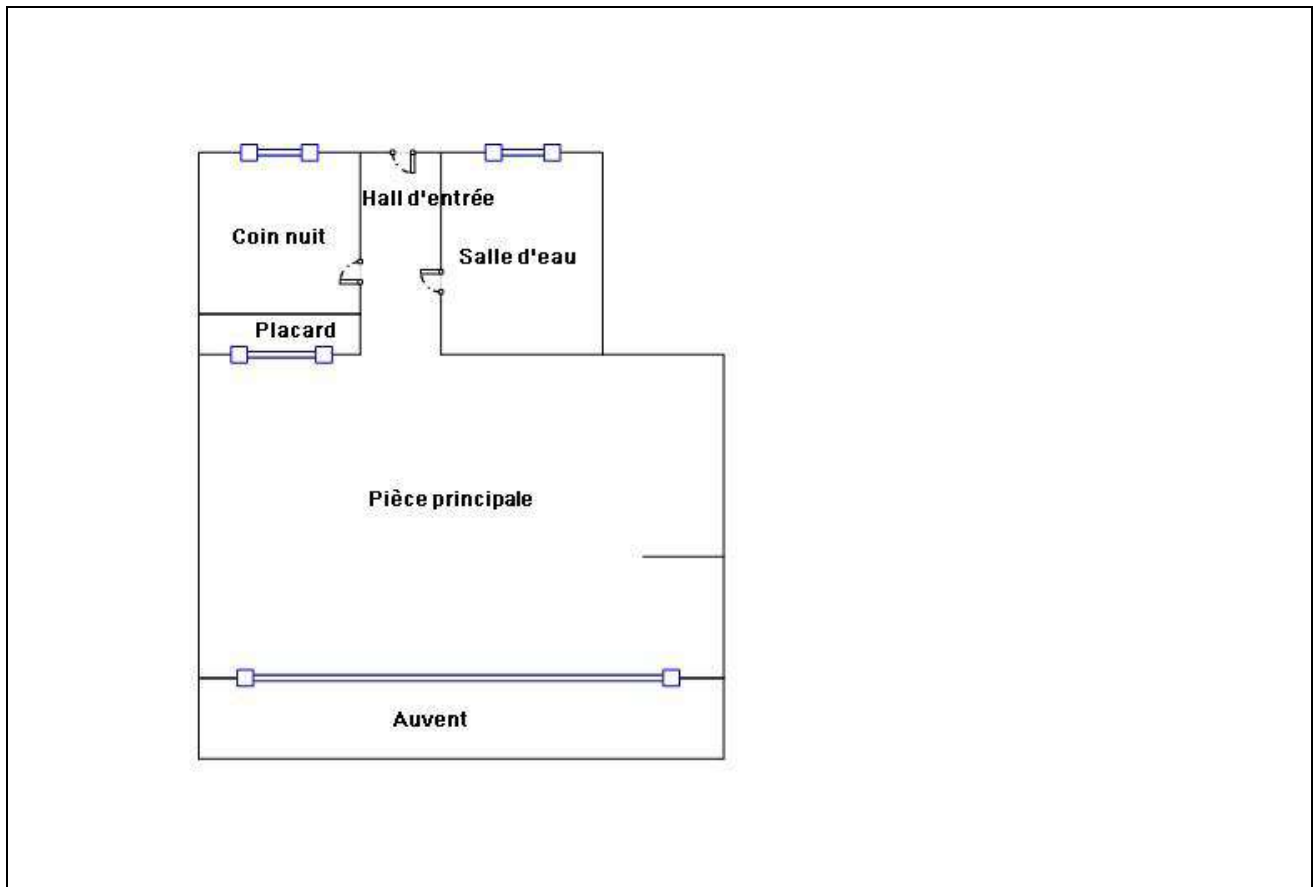 Hall d'entrée
Coin nuit
Salle d'eau
Placard
Pièce principale
Auvent